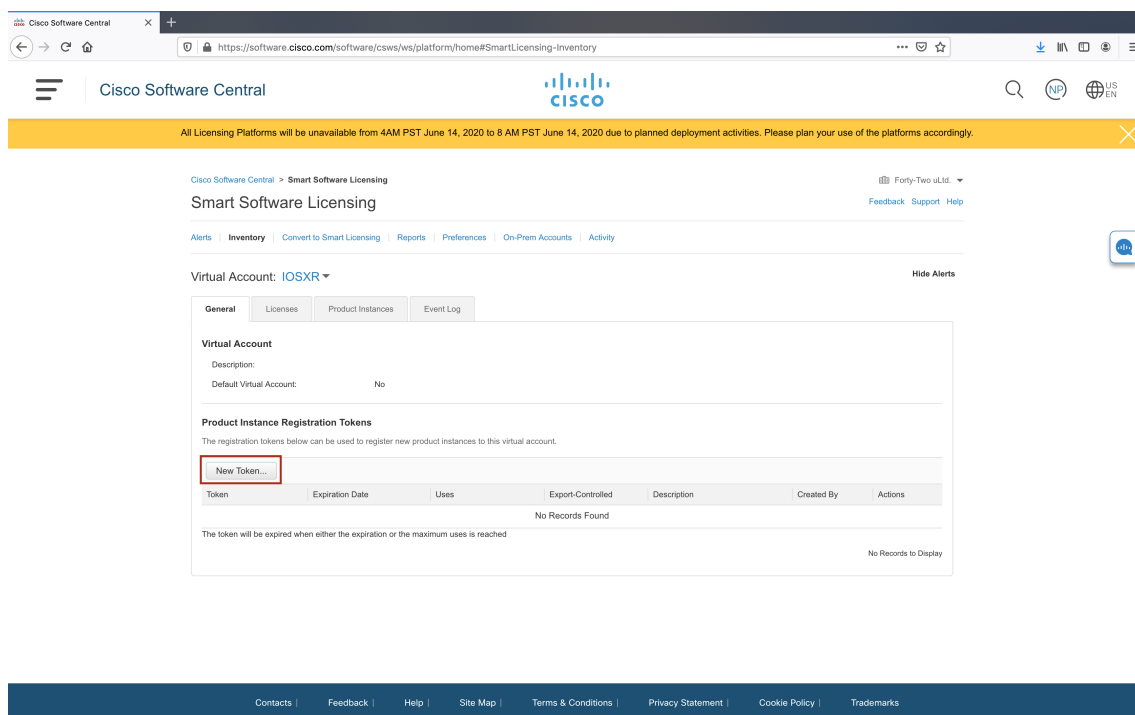 Cisco Software Central
https://software.cisco.com/software/csws/ws/platform/home#SmartLicensing-Inventory
Cisco Software Central
CISCO
NP
US
EN
All Licensing Platforms will be unavailable from 4AM PST June 14, 2020 to 8 AM PST June 14, 2020 due to planned deployment activities. Please plan your use of the platforms accordingly.
Cisco Software Central > Smart Software Licensing
Forty-Two uLtd.
Smart Software Licensing
Feedback Support Help
Alerts | Inventory | Convert to Smart Licensing | Reports | Preferences | On-Prem Accounts | Activity
Virtual Account: IOSXR
Hide Alerts
General Licenses Product Instances Event Log
Virtual Account
Description:
Default Virtual Account: No
Product Instance Registration Tokens
The registration tokens below can be used to register new product instances to this virtual account.
New Token...
Token Expiration Date Uses Export-Controlled Description Created By Actions
No Records Found
The token will be expired when either the expiration or the maximum uses is reached
No Records to Display
Contacts | Feedback | Help | Site Map | Terms & Conditions | Privacy Statement | Cookie Policy | Trademarks